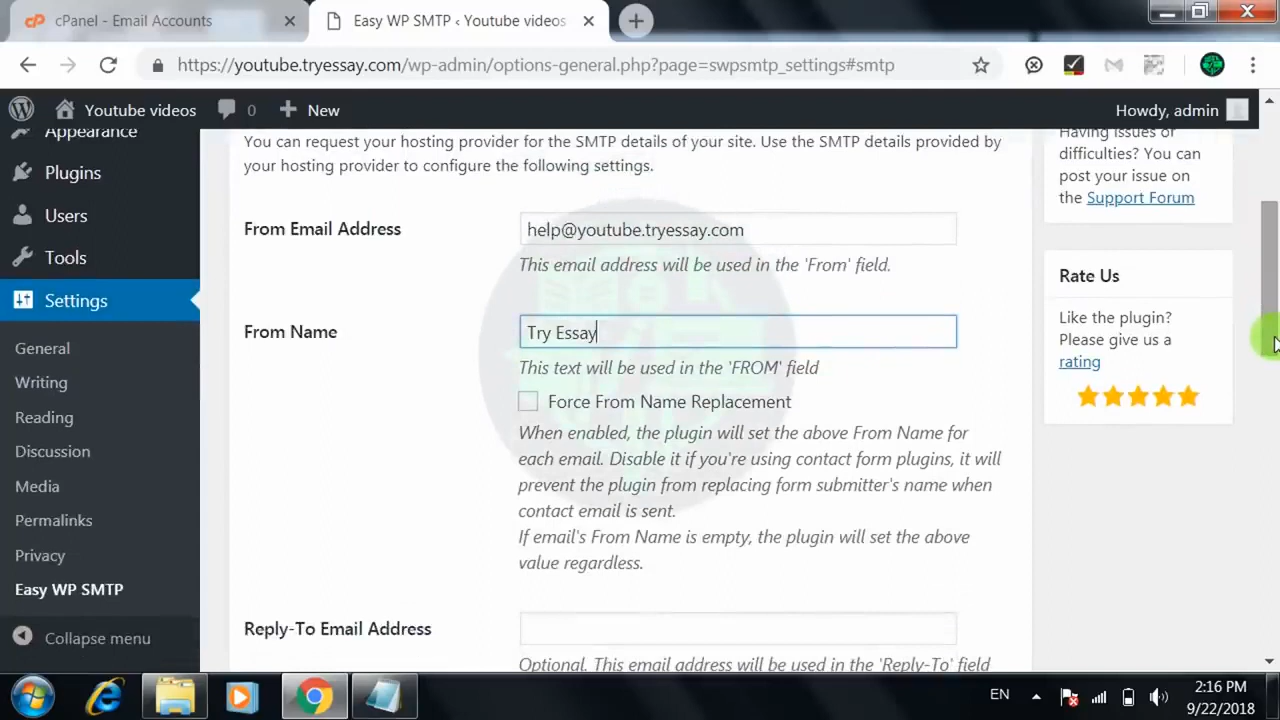 cPanel - Email Accounts
Easy WP SMTP ‹ Youtube videos
https://youtube.tryessay.com/wp-admin/options-general.php?page=swpsmtp_settings#smtp
Youtube videos 0 New Howdy, admin
Appearance
Plugins
Users
Tools
Settings
General
Writing
Reading
Discussion
Media
Permalinks
Privacy
Easy WP SMTP
Collapse menu
You can request your hosting provider for the SMTP details of your site. Use the SMTP details provided by
your hosting provider to configure the following settings.
From Email Address
help@youtube.tryessay.com
This email address will be used in the 'From' field.
From Name
Try Essay
This text will be used in the 'FROM' field
Force From Name Replacement
When enabled, the plugin will set the above From Name for
each email. Disable it if you're using contact form plugins, it will
prevent the plugin from replacing form submitter's name when
contact email is sent.
If email's From Name is empty, the plugin will set the above
value regardless.
Reply-To Email Address
Optional. This email address will be used in the 'Reply-To' field
Having issues or
difficulties? You can
post your issue on
the Support Forum
Rate Us
Like the plugin?
Please give us a
rating
EN
2:16 PM
9/22/2018